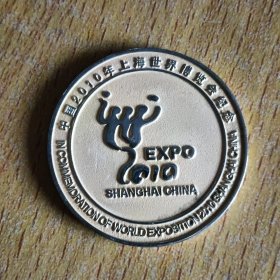 中国2010年上海世界博览会纪念
EXPO
2010
SHANGHAI CHINA
IN COMMEMORATION OF WORLD EXPOSITION 2010 SHANGHAI CHINA